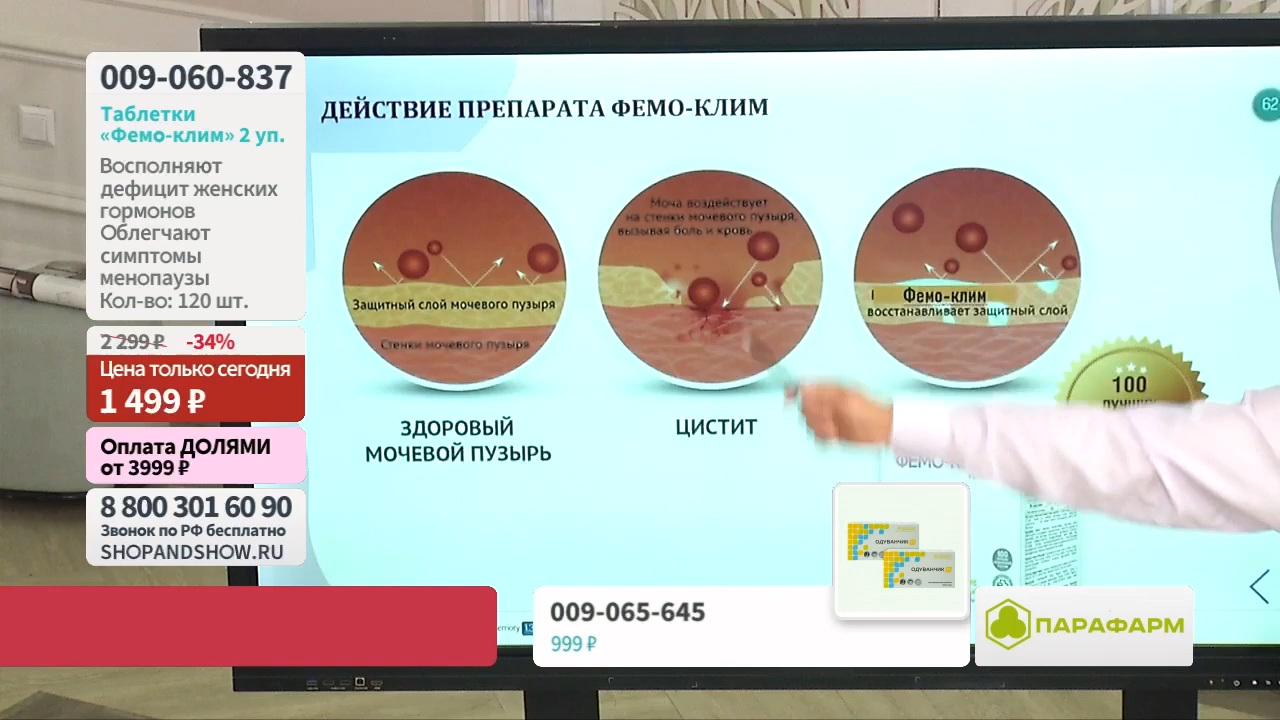 009-060-837
Таблетки
«Фемо-клим» 2 уп.
Восполняют
дефицит женских
гормонов
Облегчают
симптомы
менопаузы
Кол-во: 120 шт.
2 299 ₽ -34%
Цена только сегодня
1 499 ₽
Оплата ДОЛЯМИ
от 3999 ₽
8 800 301 60 90
Звонок по РФ бесплатно
SHOPANDSHOW.RU
ДЕЙСТВИЕ ПРЕПАРАТА ФЕМО-КЛИМ
62
Защитный слой мочевого пузыря
Стенки мочевого пузыря
ЗДОРОВЫЙ
МОЧЕВОЙ ПУЗЫРЬ
Моча воздействует
на стенки мочевого пузыря,
вызывая боль и кровь
ЦИСТИТ
Фемо-клим
восстанавливает защитный слой
100
ОДУВАНЧИК
ОДУВАНЧИК
009-065-645
999 ₽
ПАРАФАРМ